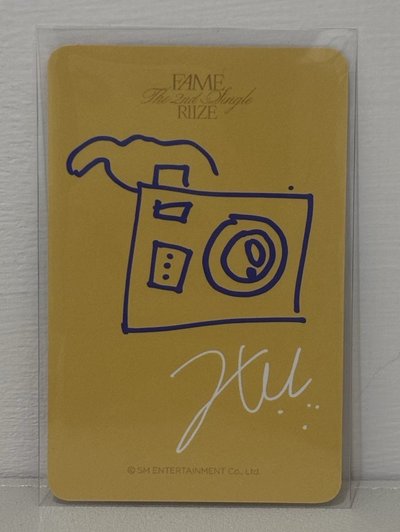 FAME
The 2nd Single
RIIZE
© SM ENTERTAINMENT Co., Ltd.